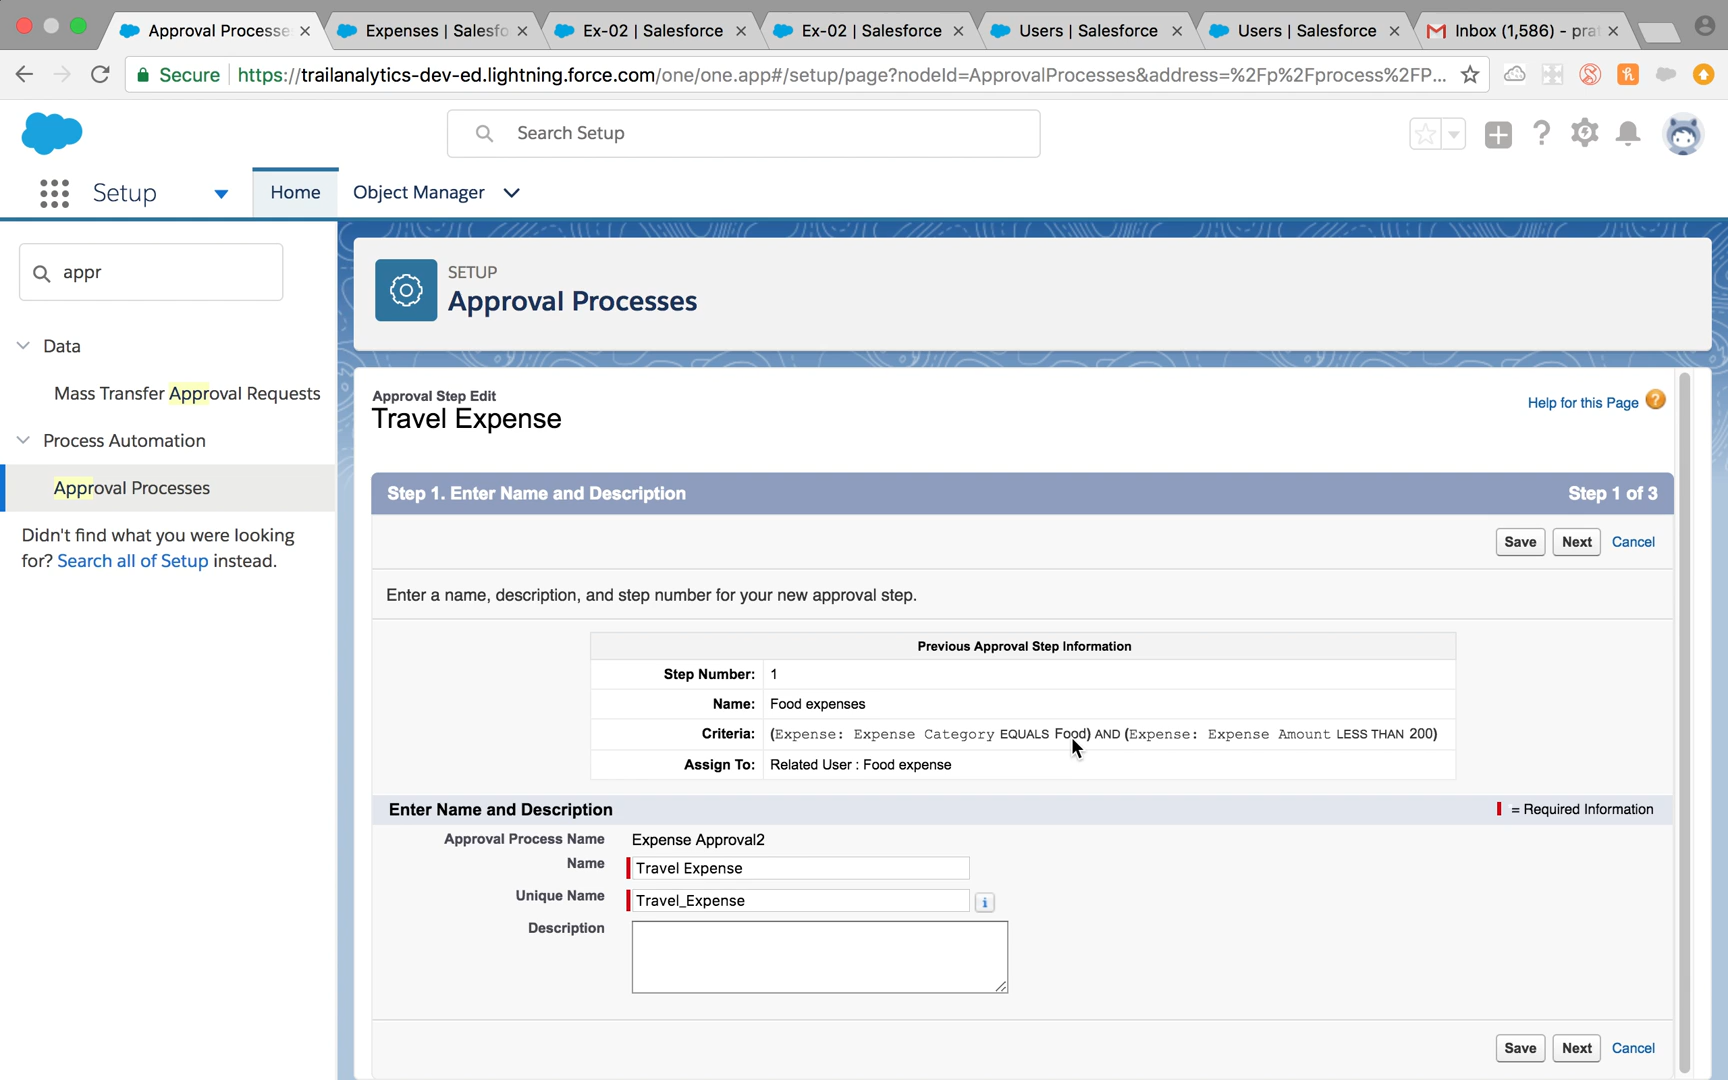 Approval Processe
Expenses | Salesfo
Ex-02 | Salesforce
Ex-02 | Salesforce
Users | Salesforce
Users | Salesforce
Inbox (1,586) - pra
Secure
https://trailanalytics-dev-ed.lightning.force.com/one/one.app#/setup/page?nodeId=ApprovalProcesses&address=%2Fp%2Fprocess%2FP...
Search Setup
Setup
Home
Object Manager
appr
SETUP
Approval Processes
Data
Mass Transfer Approval Requests
Process Automation
Approval Processes
Didn't find what you were looking
for? Search all of Setup instead.
Approval Step Edit
Travel Expense
Help for this Page
Step 1. Enter Name and Description
Step 1 of 3
Save
Next
Cancel
Enter a name, description, and step number for your new approval step.
Previous Approval Step Information
Step Number: 1
Name: Food expenses
Criteria: (Expense: Expense Category EQUALS Food) AND (Expense: Expense Amount LESS THAN 200)
Assign To: Related User : Food expense
Enter Name and Description
= Required Information
Approval Process Name Expense Approval2
Name Travel Expense
Unique Name Travel_Expense
Description
Save
Next
Cancel